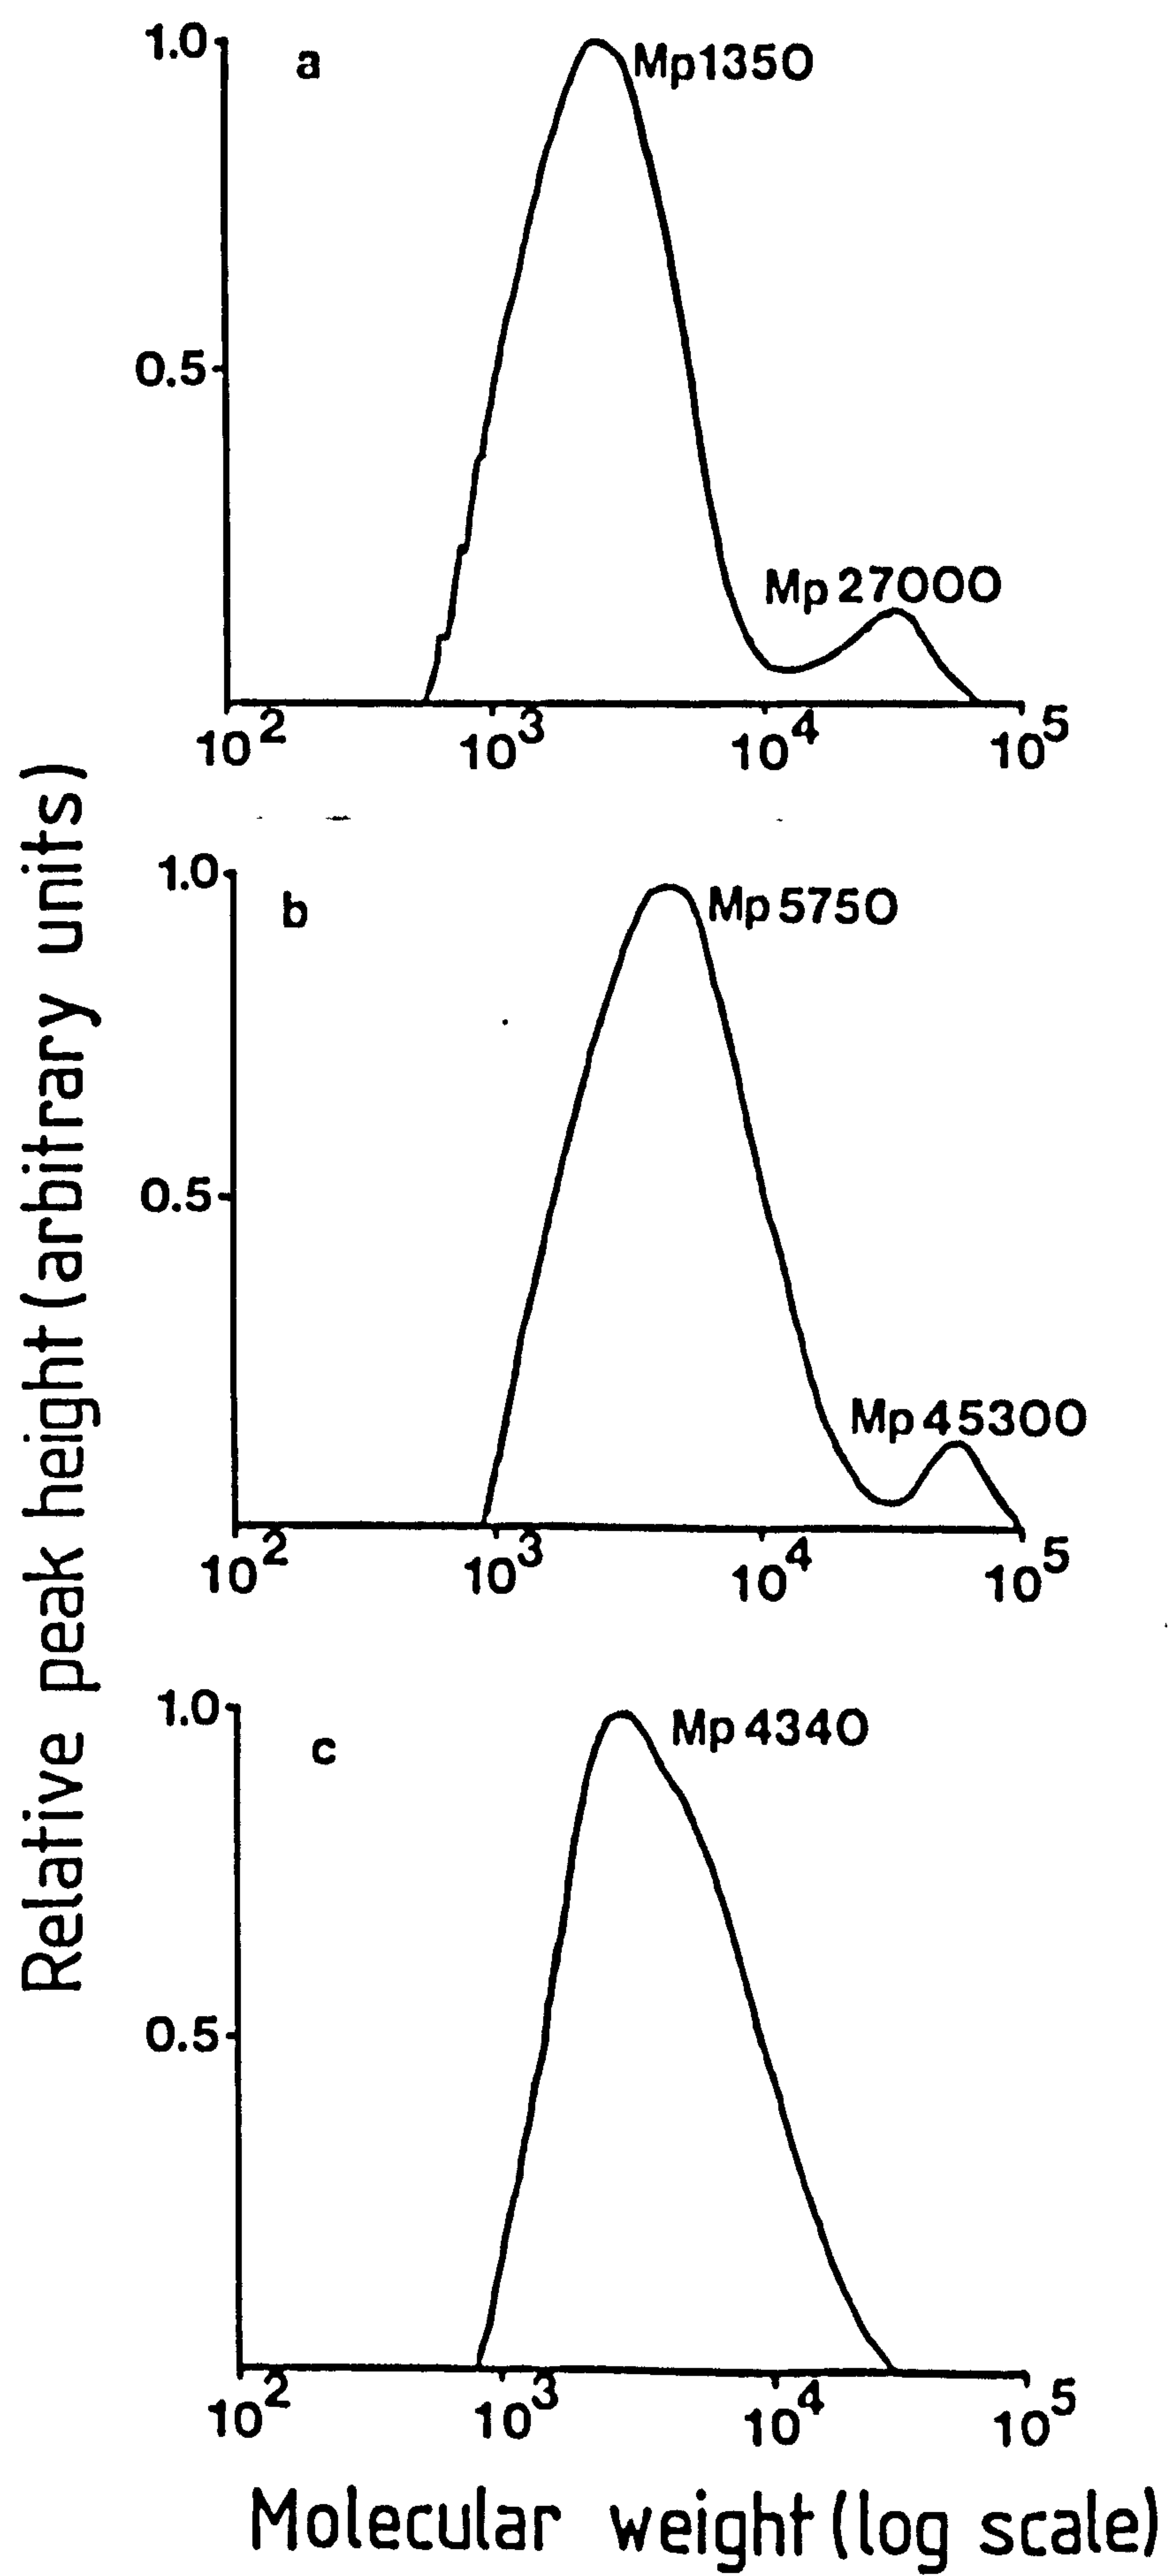 1.0
a
Mp1350
0.5
Mp 27000
10^2 10^3 10^4 10^5
1.0
b
Mp 5750
0.5
Mp 45300
10^2 10^3 10^4 10^5
1.0
c
Mp 4340
0.5
10^2 10^3 10^4 10^5
Relative peak height (arbitrary units)
Molecular weight (log scale)